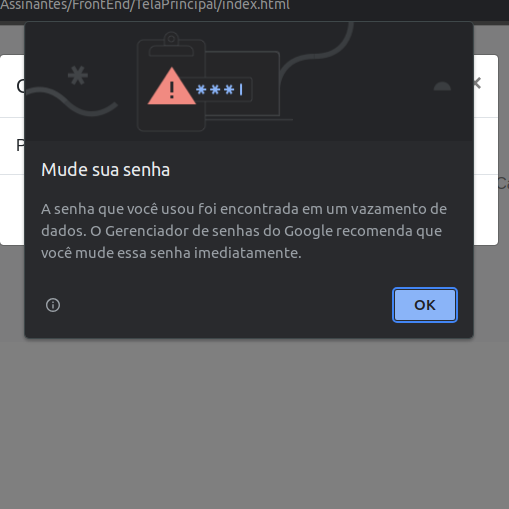 Assinantes/FrontEnd/TelaPrincipal/index.html
***|
Mude sua senha
A senha que você usou foi encontrada em um vazamento de
dados. O Gerenciador de senhas do Google recomenda que
você mude essa senha imediatamente.
OK